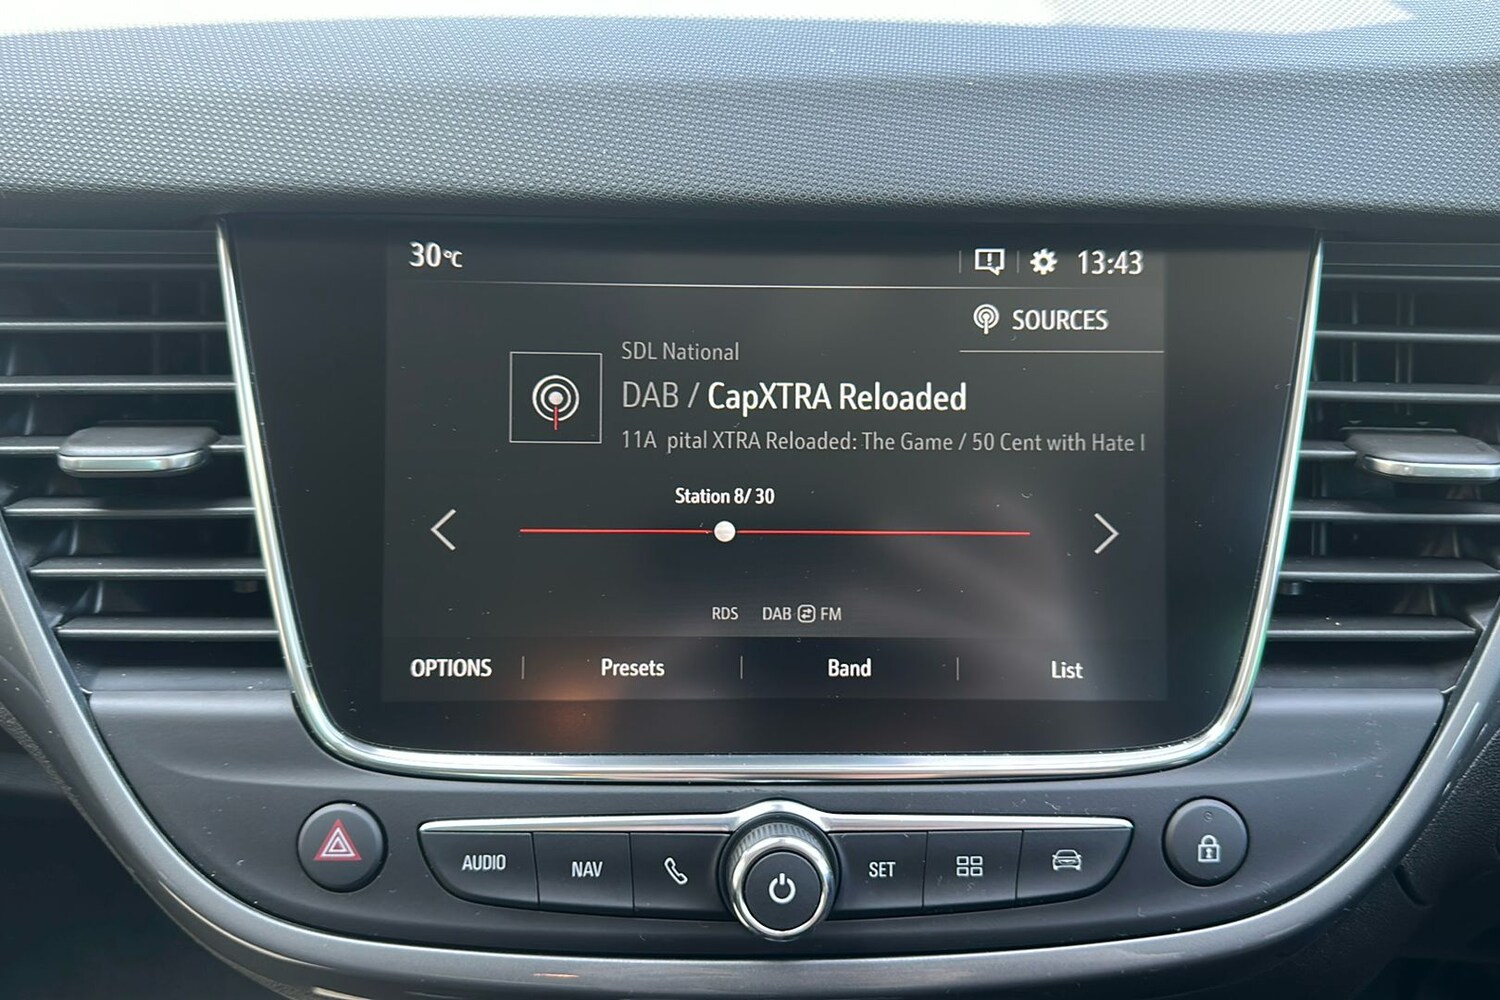 30°C
13:43
SOURCES
SDL National
DAB / CapXTRA Reloaded
11A pital XTRA Reloaded: The Game / 50 Cent with Hate I
Station 8/ 30
RDS DAB FM
OPTIONS Presets Band List
AUDIO NAV SET